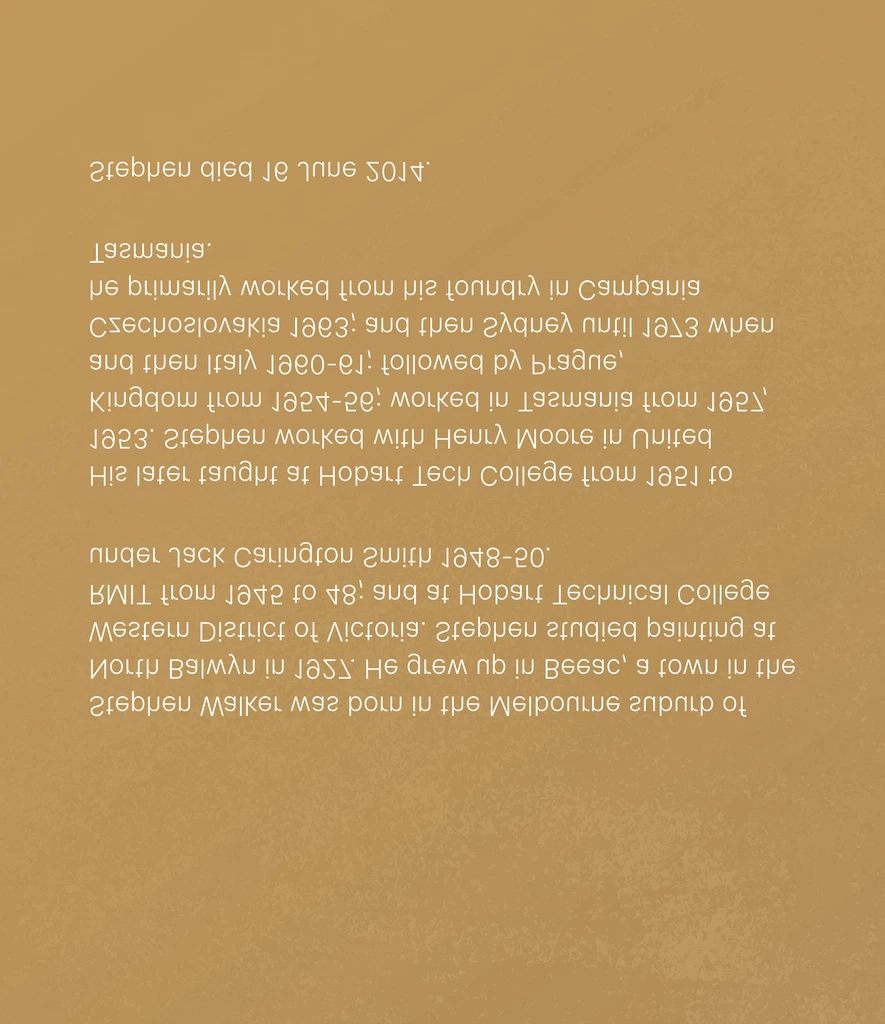 Stephen Walker was born in the Melbourne suburb of
North Balwyn in 1927. He grew up in Beeac, a town in the
Western District of Victoria. Stephen studied painting at
RMIT from 1945 to 48; and at Hobart Technical College
under Jack Carington Smith 1948-50.
His later taught at Hobart Tech College from 1951 to
1953. Stephen worked with Henry Moore in United
Kingdom from 1954-56; worked in Tasmania from 1957,
and then Italy 1960-61; followed by Prague,
Czechoslovakia 1963; and then Sydney until 1973 when
he primarily worked from his foundry in Campania
Tasmania.
Stephen died 16 June 2014.